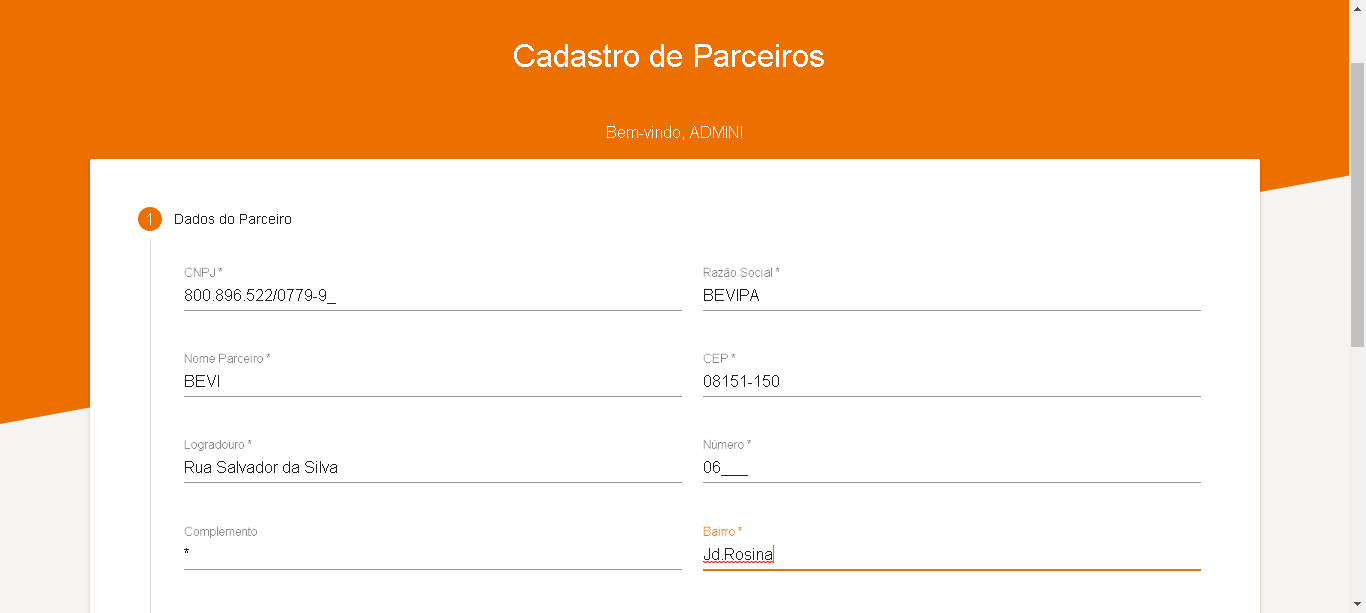 Cadastro de Parceiros
Bem-vindo, ADMIN!
1 Dados do Parceiro
CNPJ *
800.896.522/0779-9_
Razão Social *
BEVIPA
Nome Parceiro *
BEVI
CEP *
08151-150
Logradouro *
Rua Salvador da Silva
Número *
06___
Complemento
*
Bairro *
Jd.Rosina